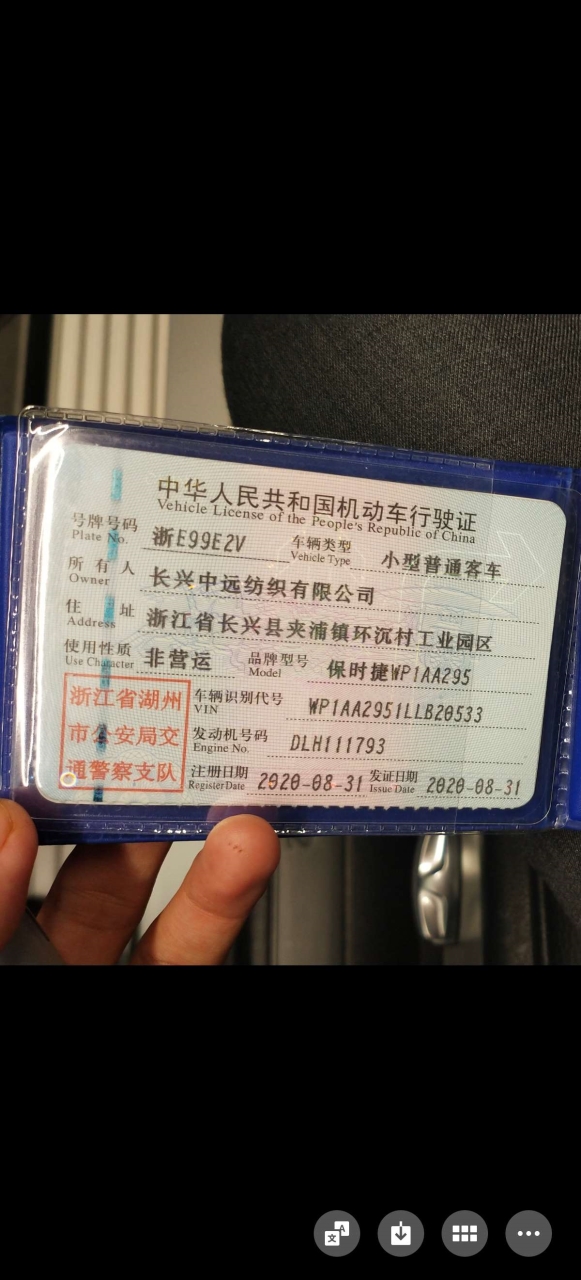 中华人民共和国机动车行驶证
Vehicle License of the People's Republic of China
号牌号码 浙E99E2V 车辆类型 小型普通客车
Plate No. Vehicle Type
所有人 长兴中远纺织有限公司
Owner
住址 浙江省长兴县夹浦镇环沉村工业园区
Address
使用性质 非营运 品牌型号 保时捷WP1AA295
Use Character Model
浙江省湖州 车辆识别代号 WP1AA2951LLB20533
VIN
市公安局交 发动机号码 DLH111793
Engine No.
通警察支队 注册日期 2020-08-31 发证日期 2020-08-31
Register Date Issue Date